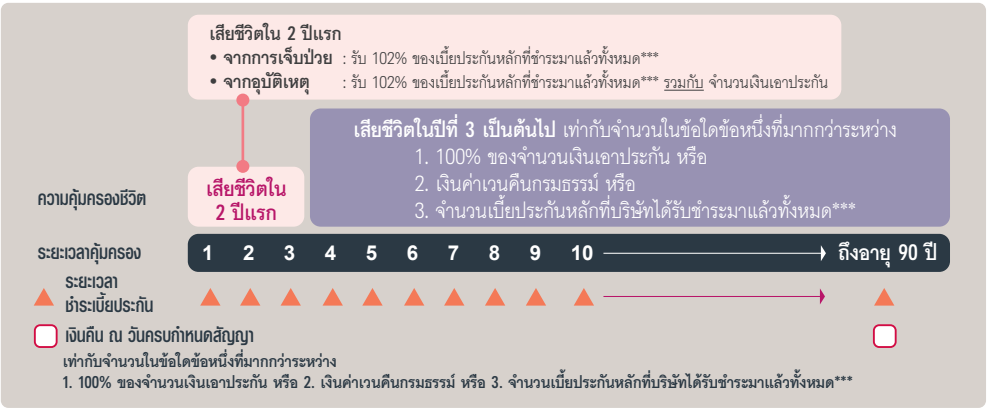 เสียชีวิตใน 2 ปีแรก
• จากการเจ็บป่วย : รับ 102% ของเบี้ยประกันหลักที่ชำระมาแล้วทั้งหมด***
• จากอุบัติเหตุ : รับ 102% ของเบี้ยประกันหลักที่ชำระมาแล้วทั้งหมด*** รวมกับ จำนวนเงินเอาประกัน
เสียชีวิตในปีที่ 3 เป็นต้นไป เท่ากับจำนวนในข้อใดข้อหนึ่งที่มากกว่าระหว่าง
1. 100% ของจำนวนเงินเอาประกัน หรือ
2. เงินค่าเวนคืนกรมธรรม์ หรือ
3. จำนวนเบี้ยประกันหลักที่บริษัทได้รับชำระมาแล้วทั้งหมด***
ความคุ้มครองชีวิต
เสียชีวิตใน
2 ปีแรก
ระยะเวลาคุ้มครอง 1 2 3 4 5 6 7 8 9 10 ถึงอายุ 90 ปี
ระยะเวลา
ชำระเบี้ยประกัน
เงินคืน ณ วันครบกำหนดสัญญา
เท่ากับจำนวนในข้อใดข้อหนึ่งที่มากกว่าระหว่าง
1. 100% ของจำนวนเงินเอาประกัน หรือ 2. เงินค่าเวนคืนกรมธรรม์ หรือ 3. จำนวนเบี้ยประกันหลักที่บริษัทได้รับชำระมาแล้วทั้งหมด***